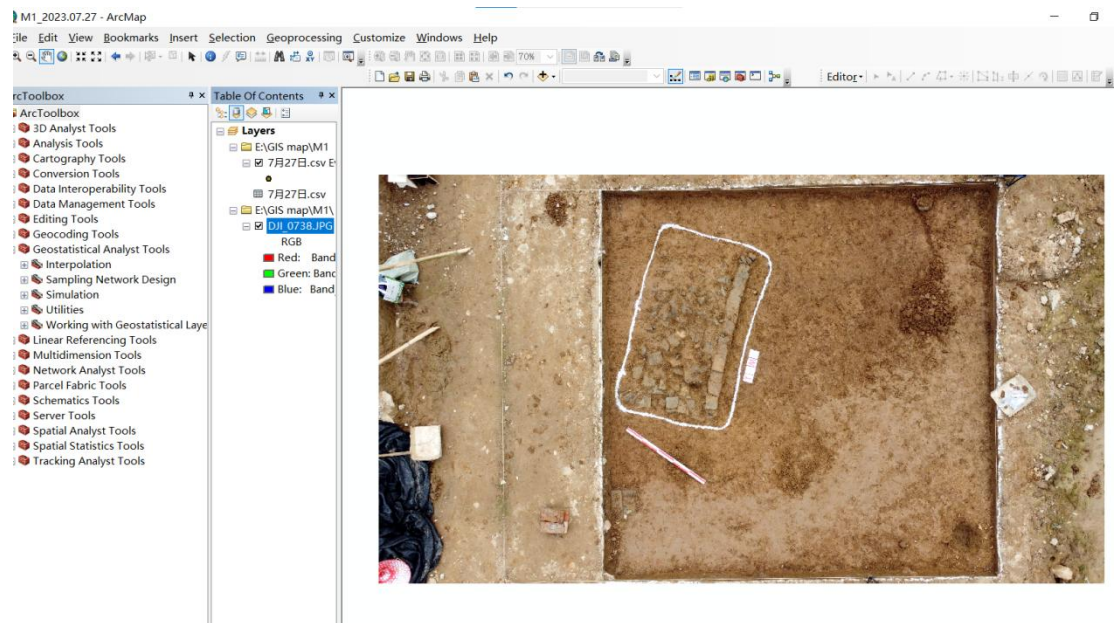 M1_2023.07.27 - ArcMap
File Edit View Bookmarks Insert Selection Geoprocessing Customize Windows Help
70%
Editor
rcToolbox
Table Of Contents
ArcToolbox
3D Analyst Tools
Analysis Tools
Cartography Tools
Conversion Tools
Data Interoperability Tools
Data Management Tools
Editing Tools
Geocoding Tools
Geostatistical Analyst Tools
Interpolation
Sampling Network Design
Simulation
Utilities
Working with Geostatistical Laye
Linear Referencing Tools
Multidimension Tools
Network Analyst Tools
Parcel Fabric Tools
Schematics Tools
Server Tools
Spatial Analyst Tools
Spatial Statistics Tools
Tracking Analyst Tools
Layers
E:\GIS map\M1
7月27日.csv E
7月27日.csv
E:\GIS map\M1\
DJI_0738.JPG
RGB
Red: Band
Green: Band
Blue: Band